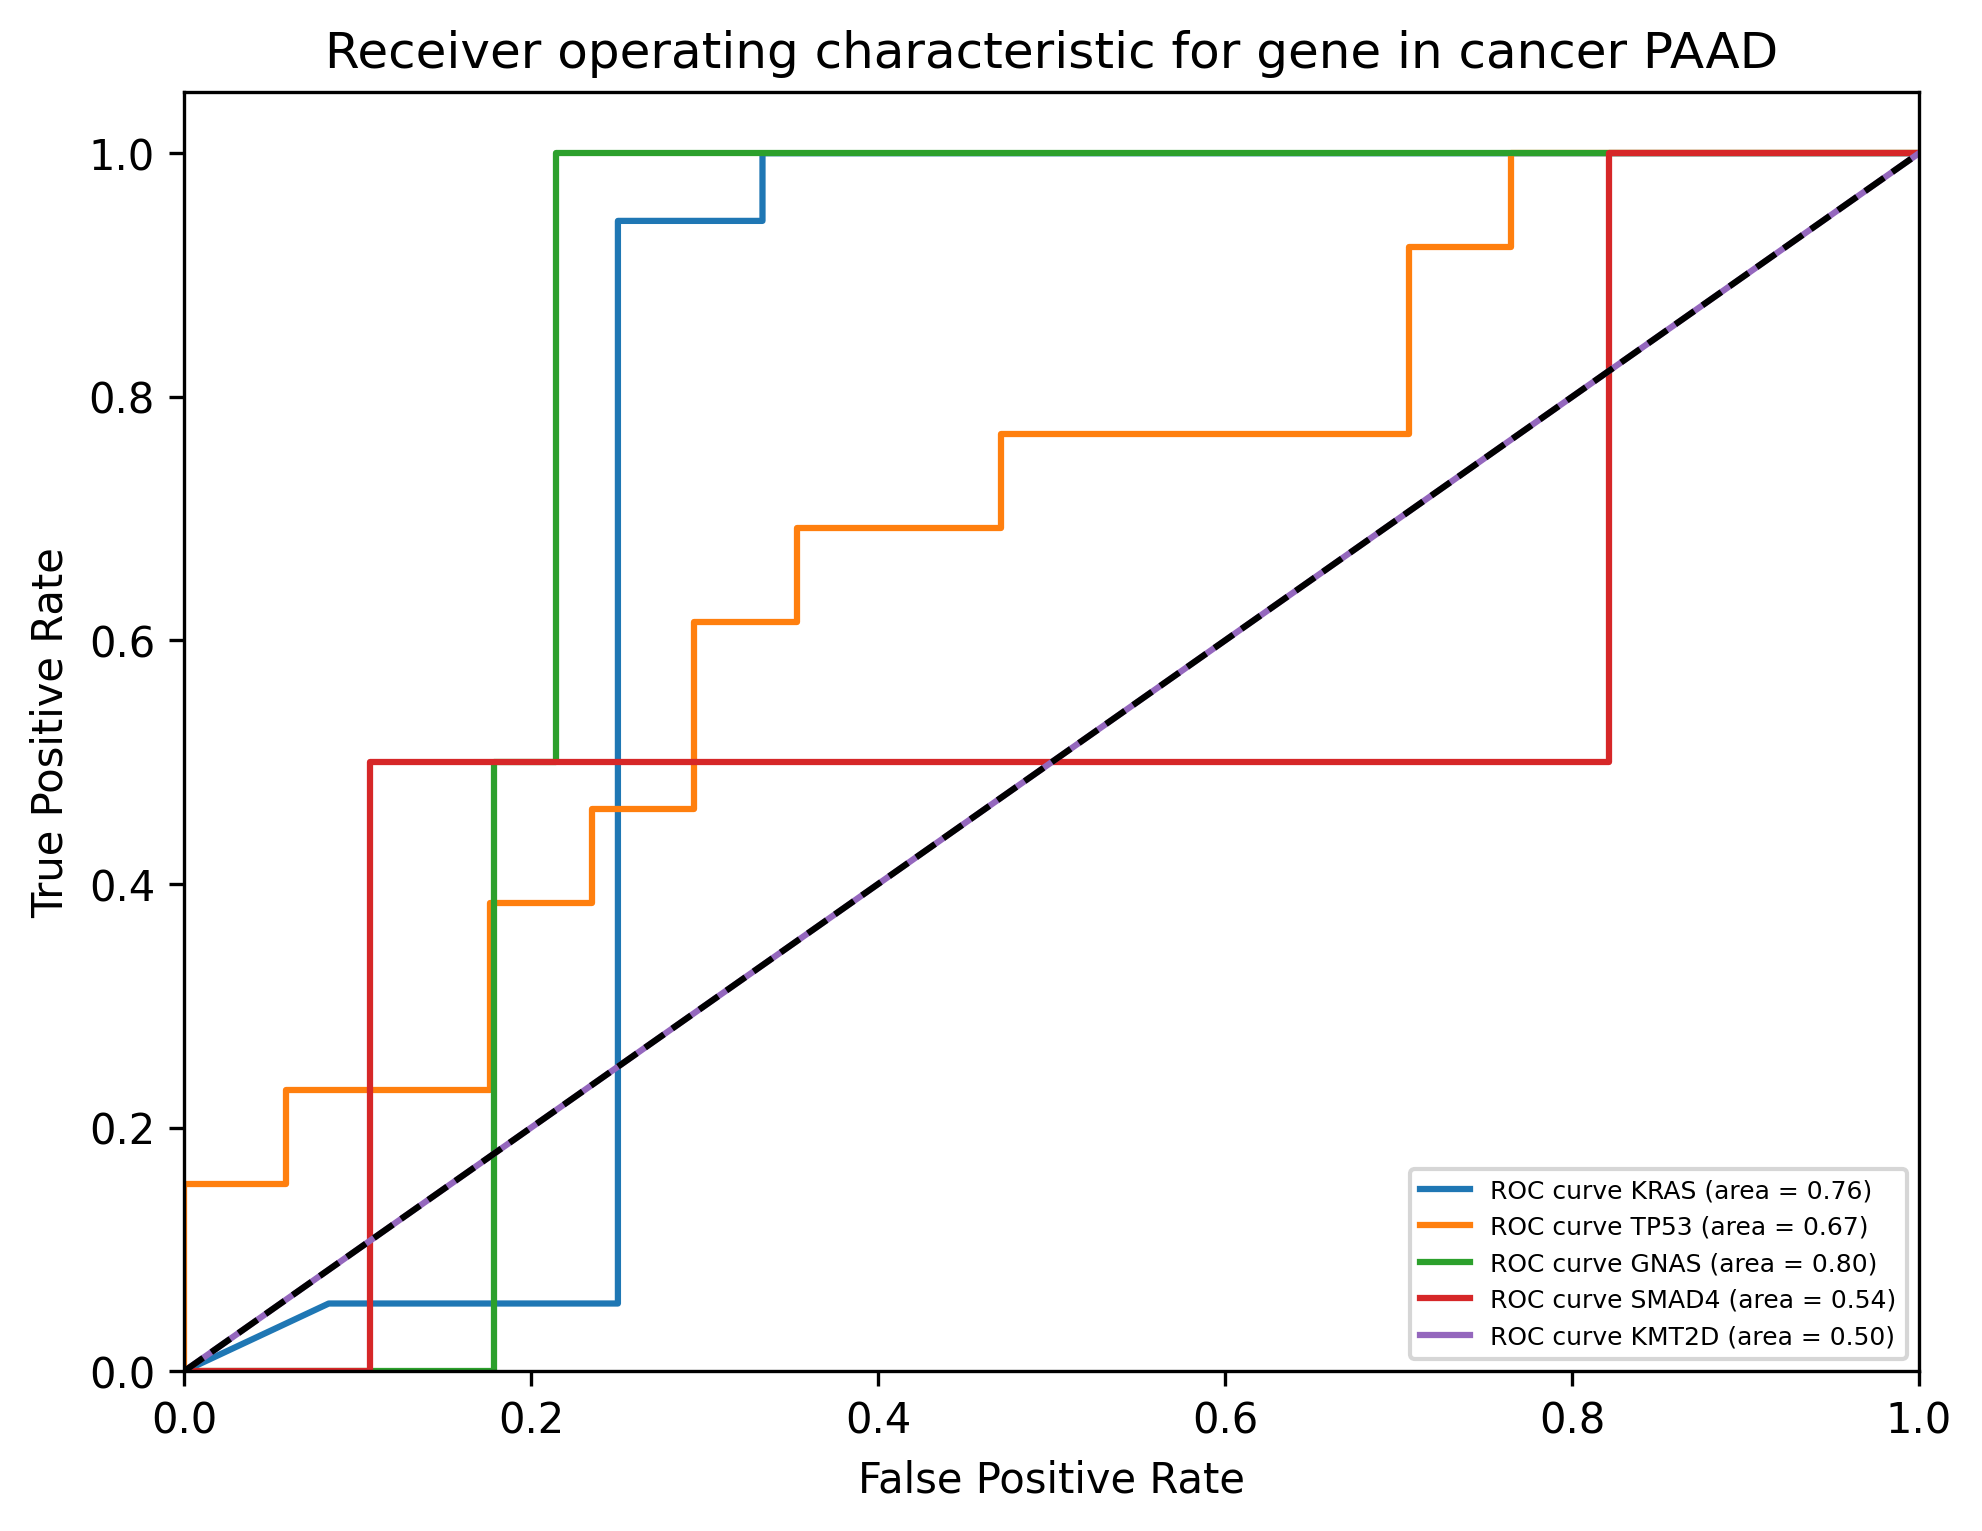 Receiver operating characteristic for gene in cancer PAAD
True Positive Rate
1.0
0.8
0.6
0.4
0.2
0.0
ROC curve KRAS (area = 0.76)
ROC curve TP53 (area = 0.67)
ROC curve GNAS (area = 0.80)
ROC curve SMAD4 (area = 0.54)
ROC curve KMT2D (area = 0.50)
0.0 0.2 0.4 0.6 0.8 1.0
False Positive Rate